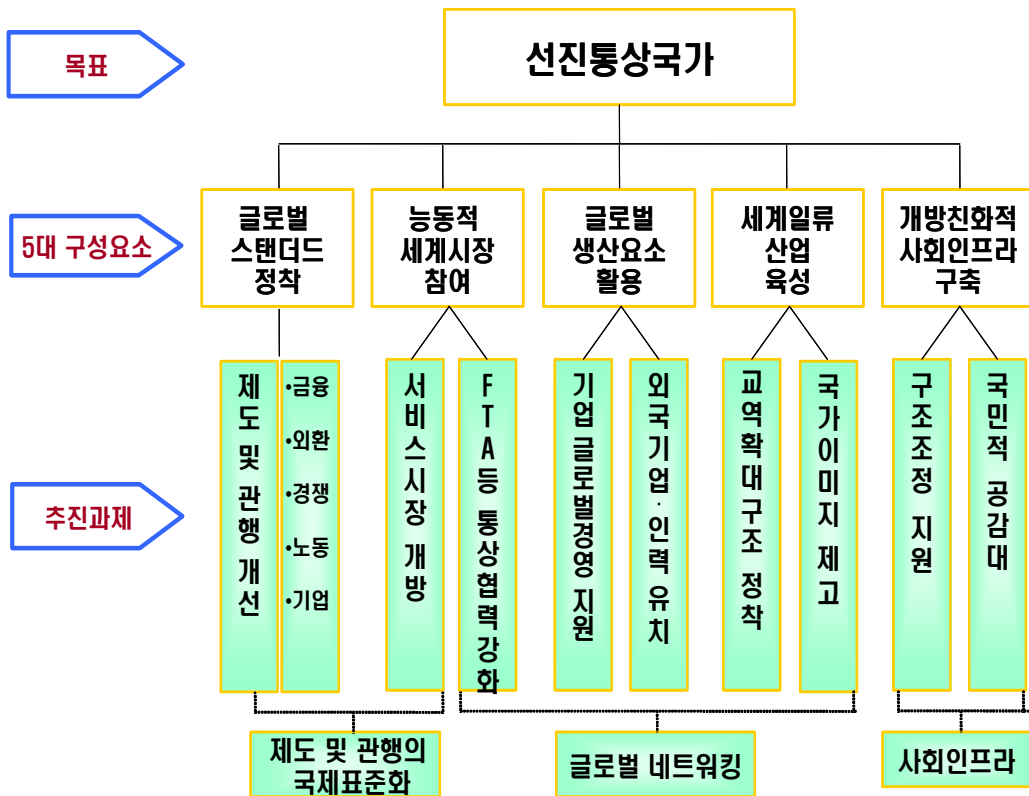 목표
선진통상국가
5대 구성요소
글로벌
스탠더드
정착
능동적
세계시장
참여
글로벌
생산요소
활용
세계일류
산업
육성
개방친화적
사회인프라
구축
추진과제
제도 및 관행 개선
•금융
•외환
•경쟁
•노동
•기업
서비스시장 개방
FTA등 통상협력강화
기업 글로벌경영 지원
외국기업·인력 유치
교역확대구조 정착
국가이미지 제고
구조조정 지원
국민적 공감대
제도 및 관행의
국제표준화
글로벌 네트워킹
사회인프라